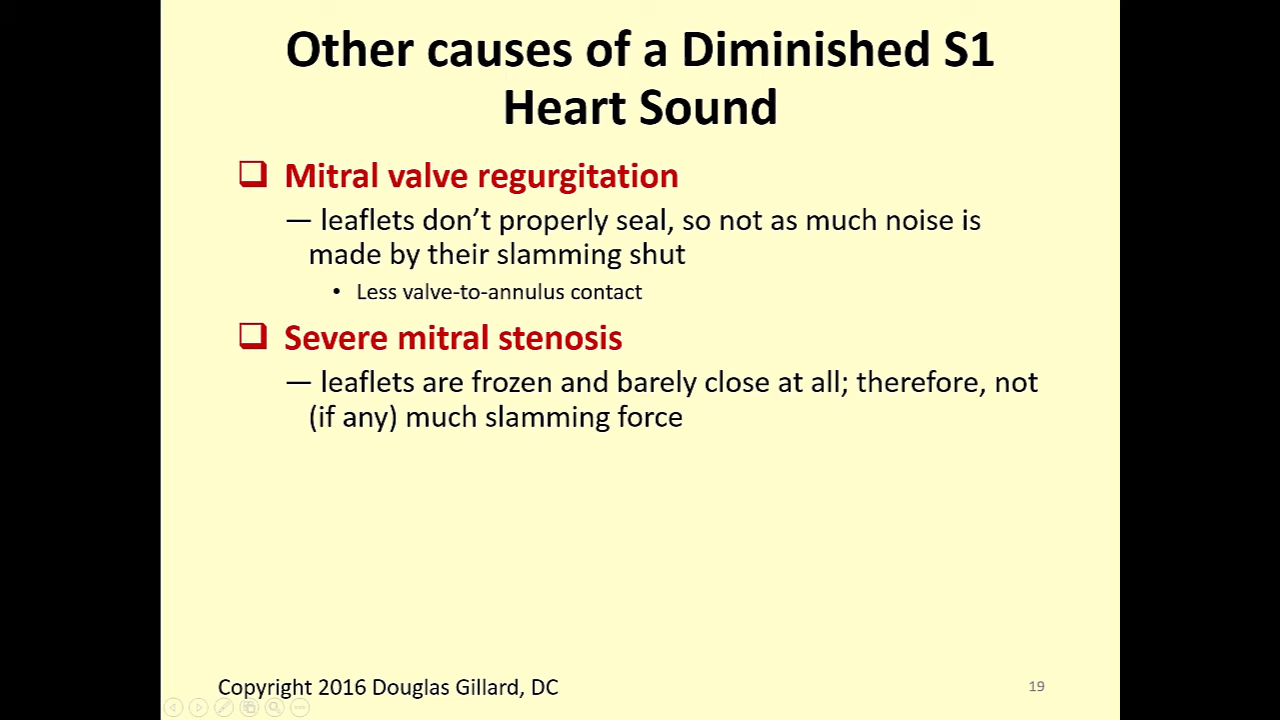 Other causes of a Diminished S1
Heart Sound
❑ Mitral valve regurgitation
— leaflets don’t properly seal, so not as much noise is
made by their slamming shut
• Less valve-to-annulus contact
❑ Severe mitral stenosis
— leaflets are frozen and barely close at all; therefore, not
(if any) much slamming force
Copyright 2016 Douglas Gillard, DC
19